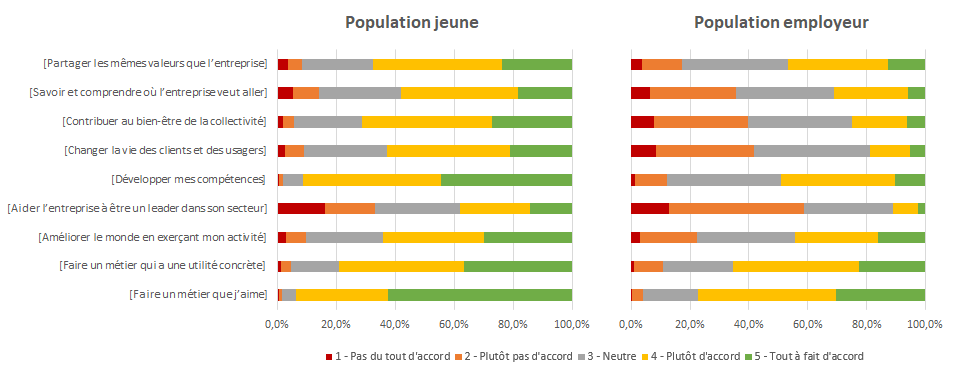 Population jeune
Population employeur
[Partager les mêmes valeurs que l'entreprise]
[Savoir et comprendre où l'entreprise veut aller]
[Contribuer au bien-être de la collectivité]
[Changer la vie des clients et des usagers]
[Développer mes compétences]
[Aider l'entreprise à être un leader dans son secteur]
[Améliorer le monde en exerçant mon activité]
[Faire un métier qui a une utilité concrète]
[Faire un métier que j'aime]
0,0% 20,0% 40,0% 60,0% 80,0% 100,0%
0,0% 20,0% 40,0% 60,0% 80,0% 100,0%
1 - Pas du tout d'accord 2 - Plutôt pas d'accord 3 - Neutre 4 - Plutôt d'accord 5 - Tout à fait d'accord